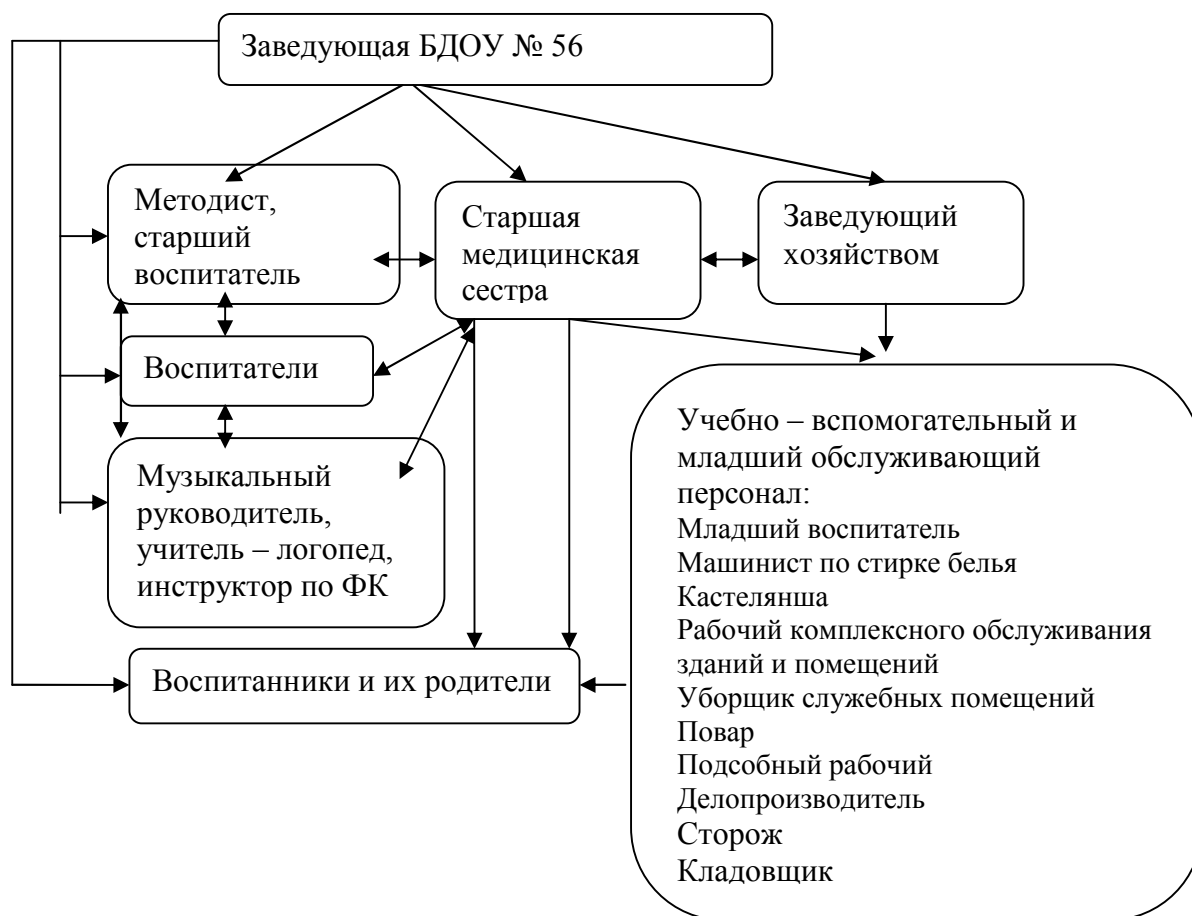 Заведующая БДОУ № 56
Методист,
старший
воспитатель
Старшая
медицинская
сестра
Заведующий
хозяйством
Воспитатели
Музыкальный
руководитель,
учитель – логопед,
инструктор по ФК
Воспитанники и их родители
Учебно – вспомогательный и
младший обслуживающий
персонал:
Младший воспитатель
Машинист по стирке белья
Кастелянша
Рабочий комплексного обслуживания
зданий и помещений
Уборщик служебных помещений
Повар
Подсобный рабочий
Делопроизводитель
Сторож
Кладовщик